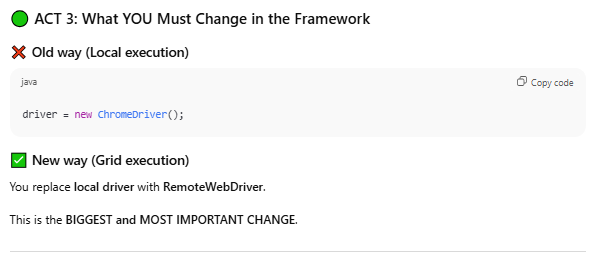 ACT 3: What YOU Must Change in the Framework
Old way (Local execution)
java
Copy code
driver = new ChromeDriver();
New way (Grid execution)
You replace local driver with RemoteWebDriver.
This is the BIGGEST and MOST IMPORTANT CHANGE.